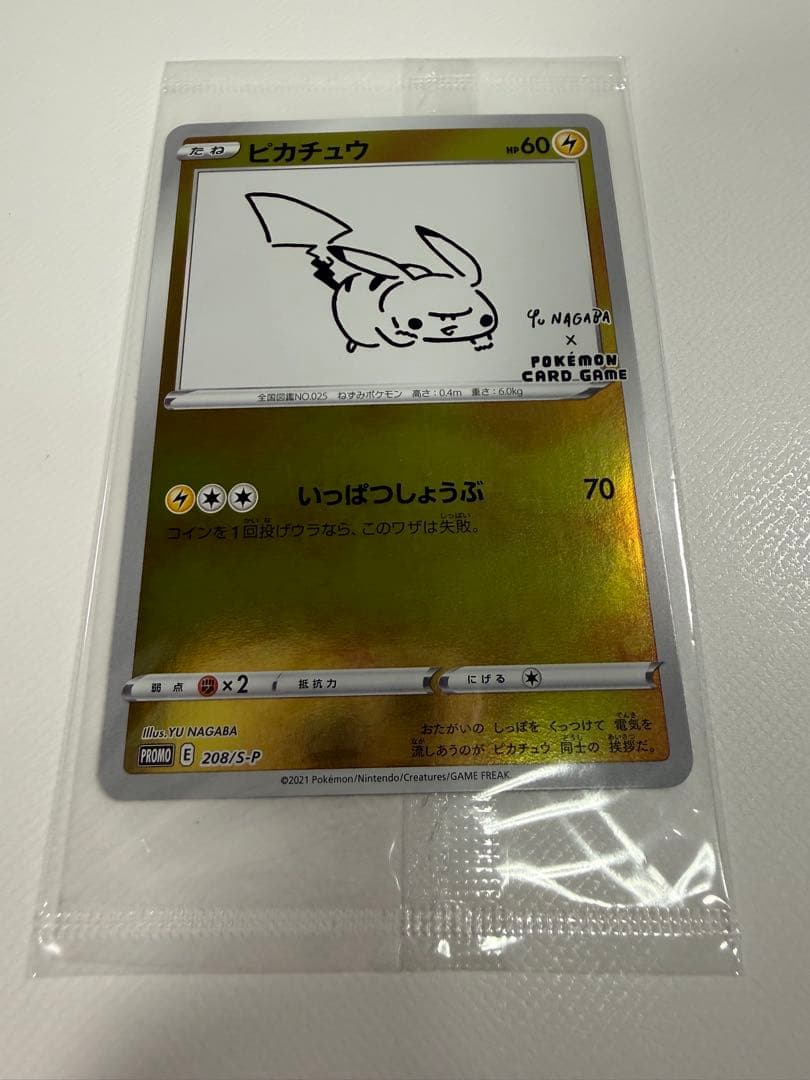 たね ピカチュウ HP60
Yu NAGABA
×
POKÉMON
CARD GAME
全国図鑑NO.025 ねずみポケモン 高さ:0.4m 重さ:6.0kg
いっぱつしょうぶ 70
コインを1回投げウラなら、このワザは失敗。
弱点 ×2 抵抗力 にげる
Illus.YU NAGABA
PROMO E 208/S-P
おたがいの しっぽを くっつけて 電気を
流しあうのが ピカチュウ 同士の 挨拶だ。
©2021 Pokémon/Nintendo/Creatures/GAME FREAK.